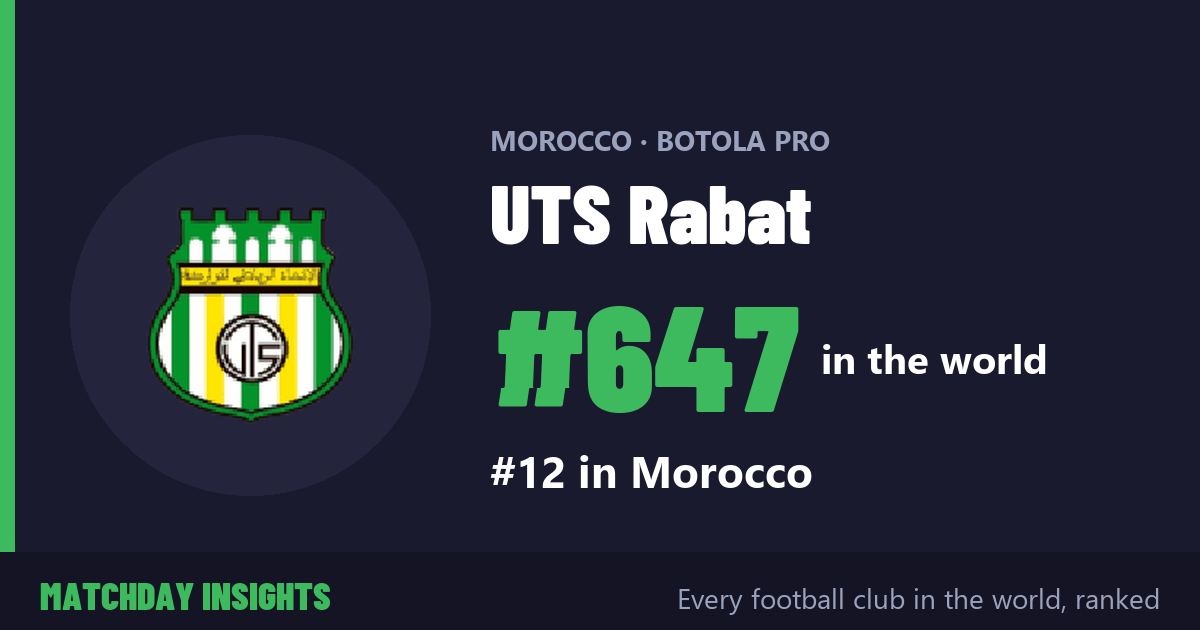 MOROCCO · BOTOLA PRO
UTS Rabat
#647 in the world
#12 in Morocco
UTS
MATCHDAY INSIGHTS
Every football club in the world, ranked